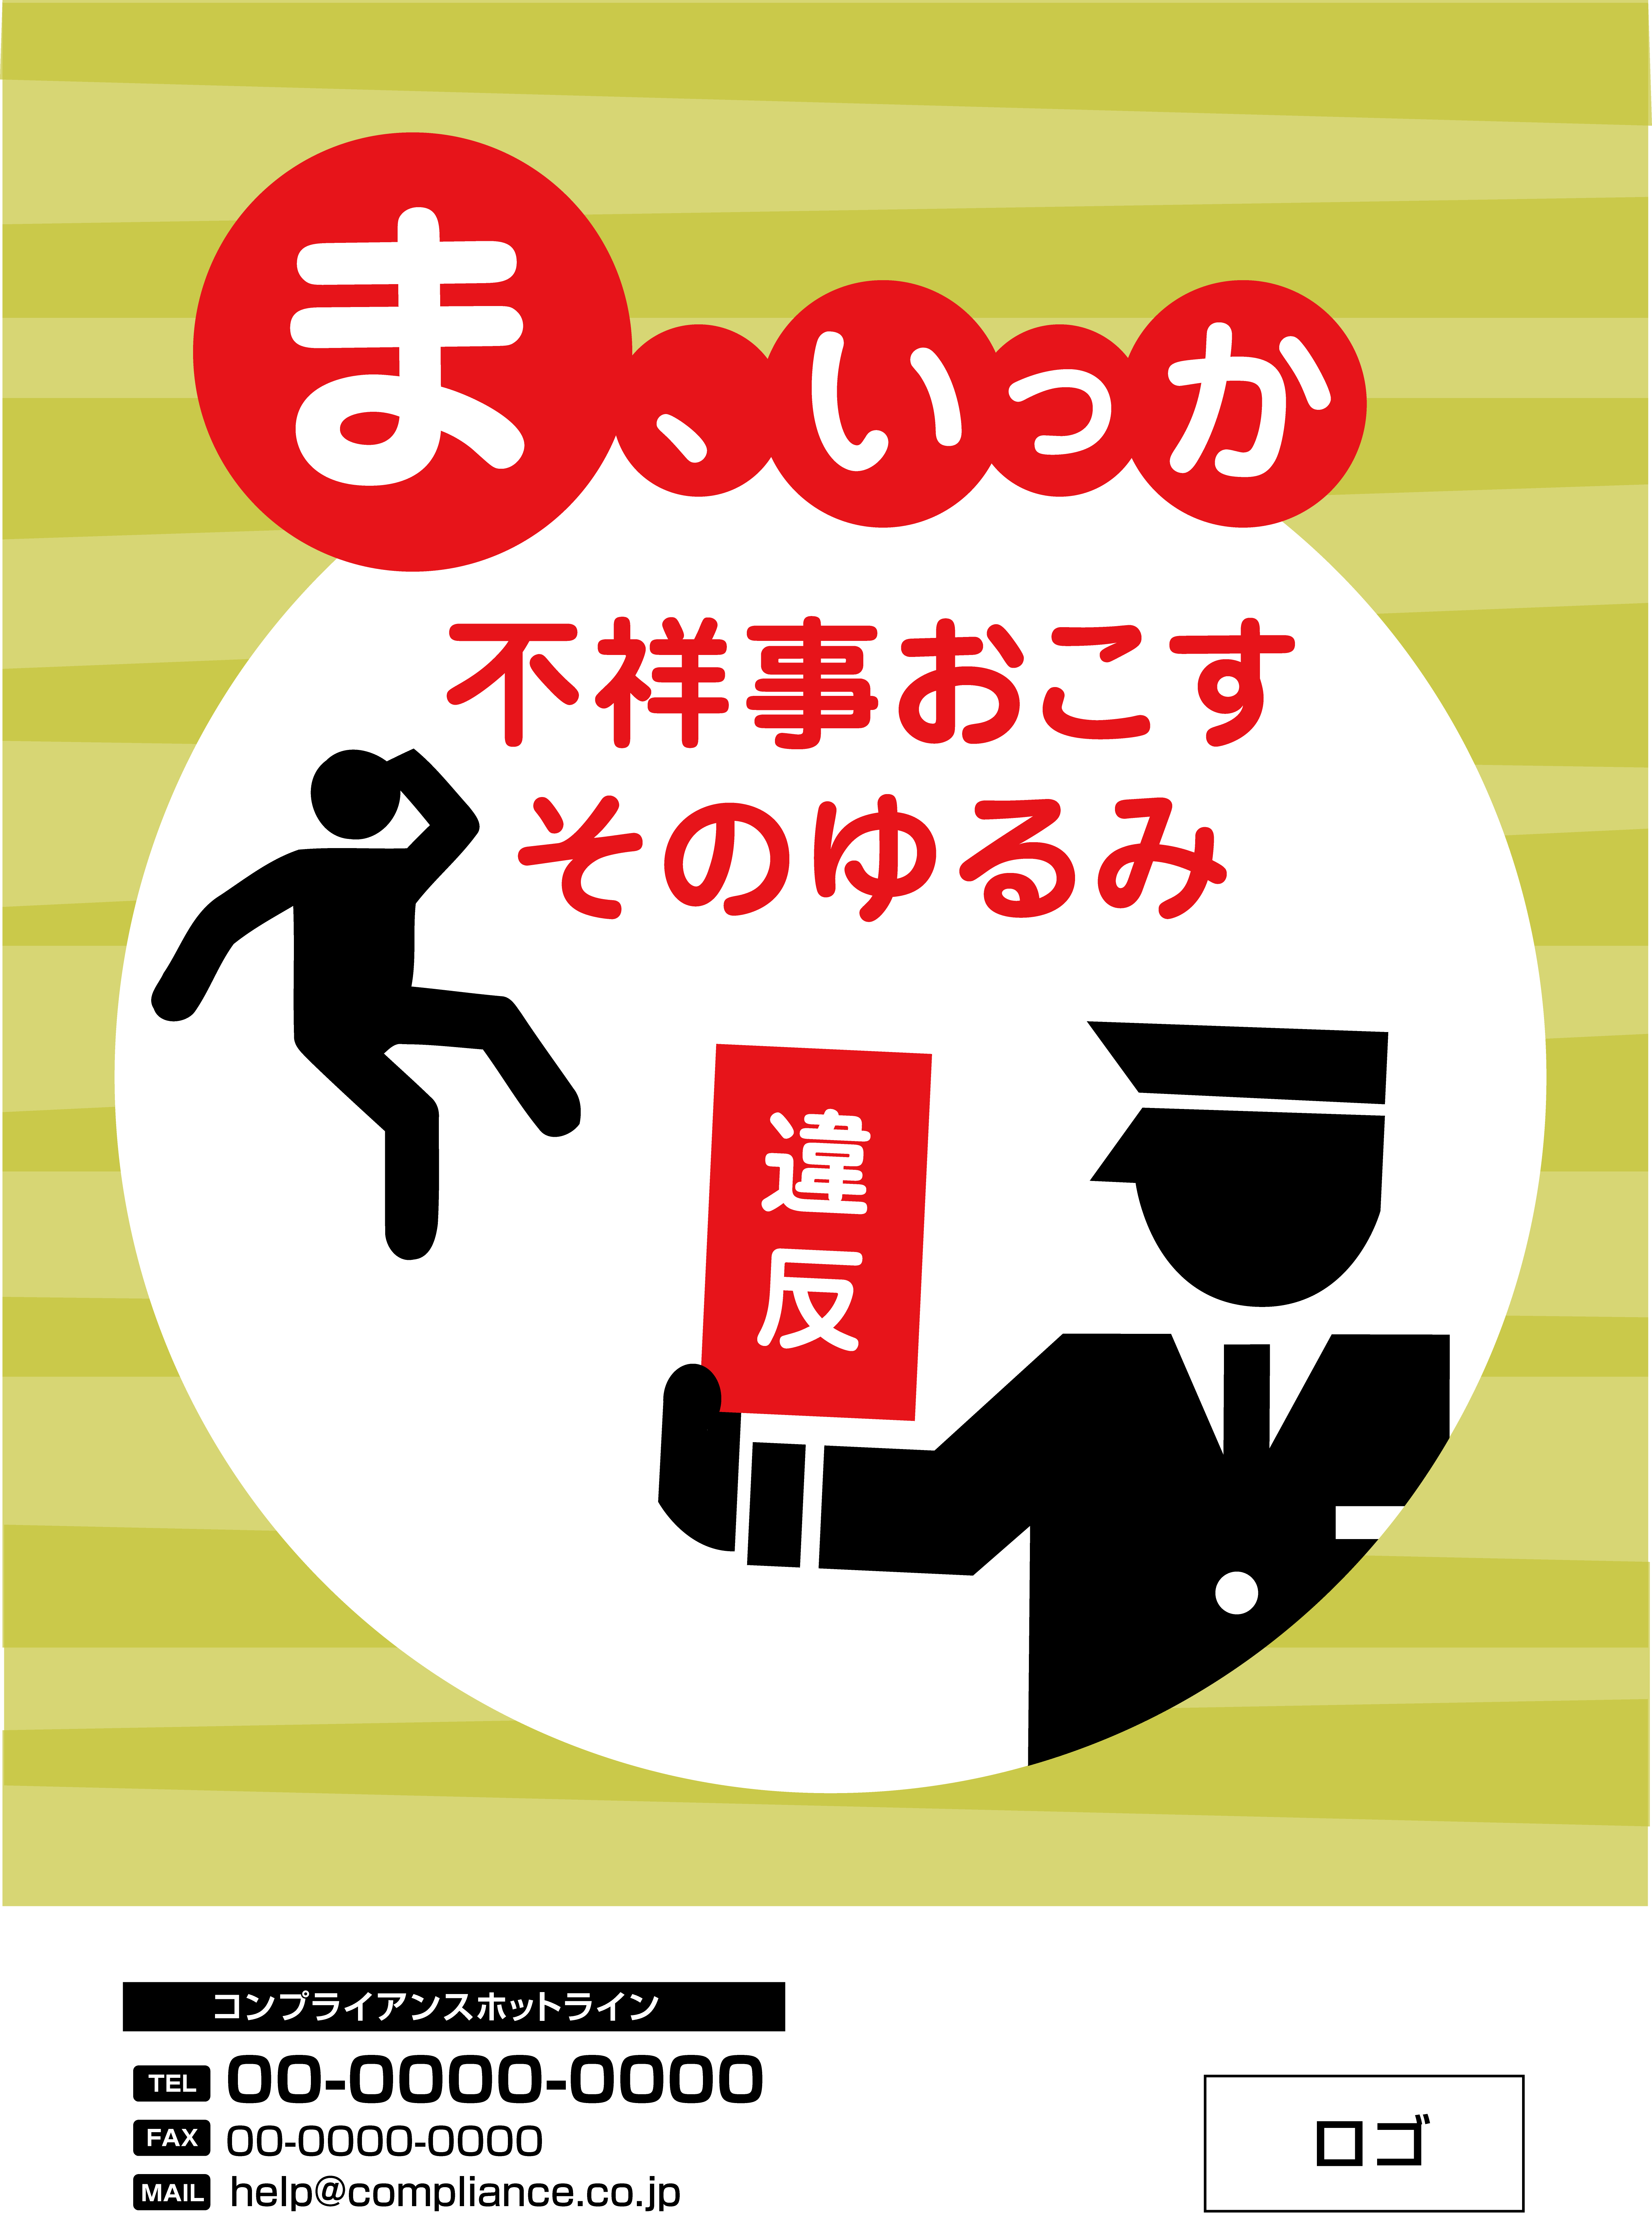 ま、いっか
不祥事おこす
そのゆるみ
違反
コンプライアンスホットライン
TEL 00-0000-0000
FAX 00-0000-0000
MAIL help@compliance.co.jp
ロゴ